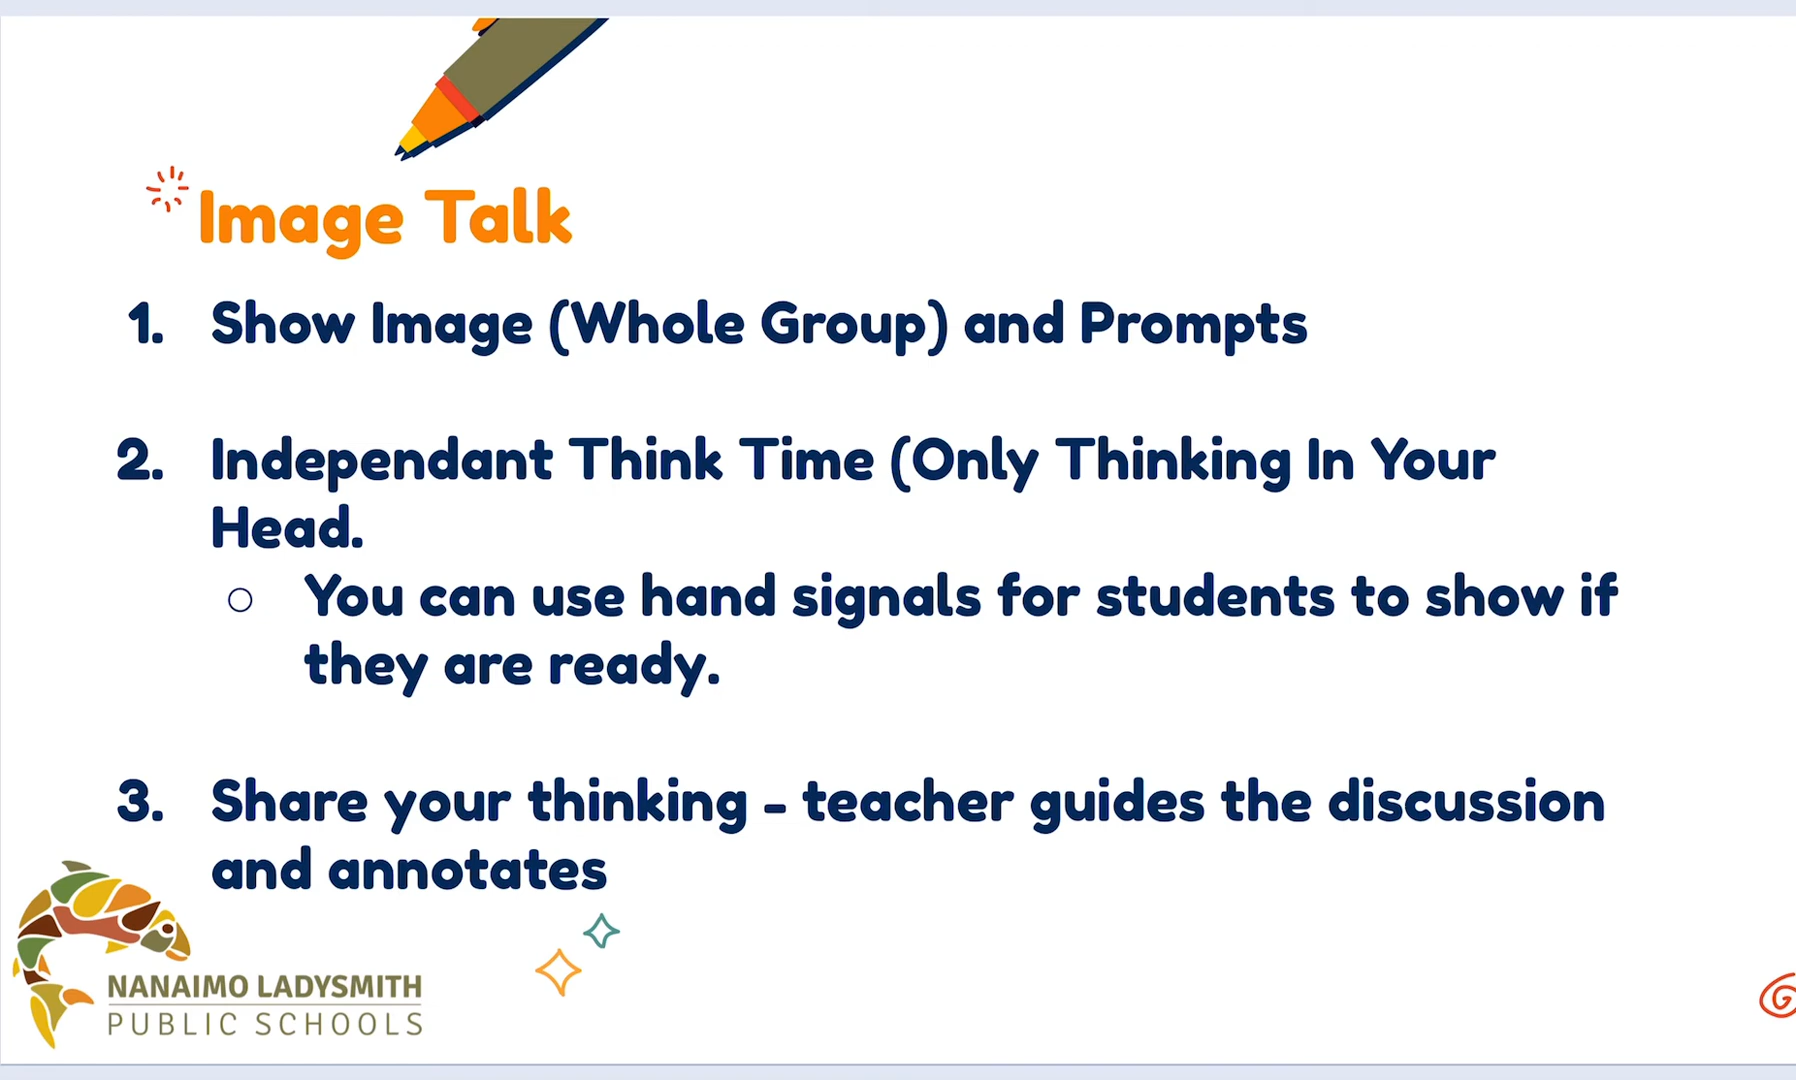 Image Talk
1. Show Image (Whole Group) and Prompts
2. Independant Think Time (Only Thinking In Your
Head.
○ You can use hand signals for students to show if
they are ready.
3. Share your thinking - teacher guides the discussion
and annotates
NANAIMO LADYSMITH
PUBLIC SCHOOLS